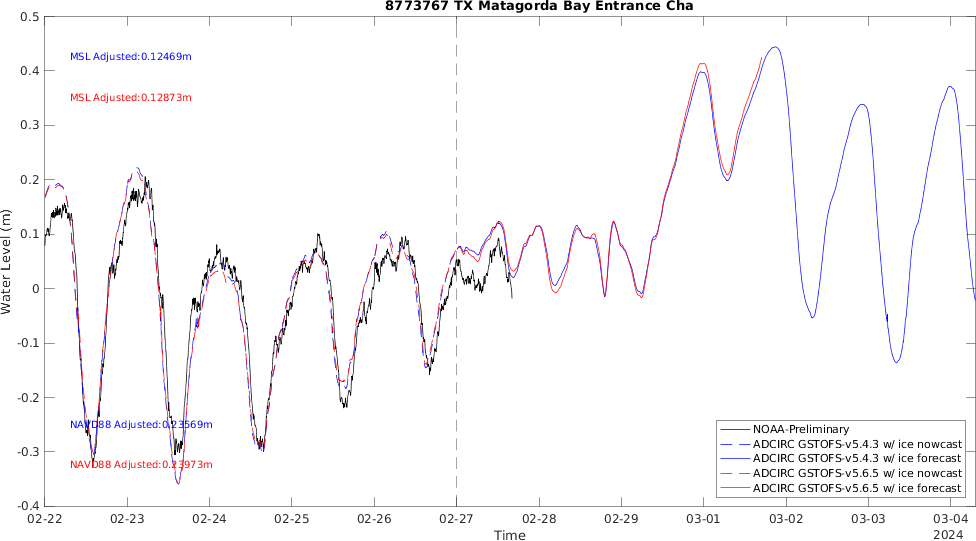 8773767 TX Matagorda Bay Entrance Cha
0.5
0.4
0.3
0.2
0.1
0
-0.1
-0.2
-0.3
-0.4
Water Level (m)
MSL Adjusted:0.12469m
MSL Adjusted:0.12873m
NAVD88 Adjusted:0.23569m
NAVD88 Adjusted:0.23973m
NOAA-Preliminary
ADCIRC GSTOFS-v5.4.3 w/ ice nowcast
ADCIRC GSTOFS-v5.4.3 w/ ice forecast
ADCIRC GSTOFS-v5.6.5 w/ ice nowcast
ADCIRC GSTOFS-v5.6.5 w/ ice forecast
02-22 02-23 02-24 02-25 02-26 02-27 02-28 02-29 03-01 03-02 03-03 03-04
2024
Time